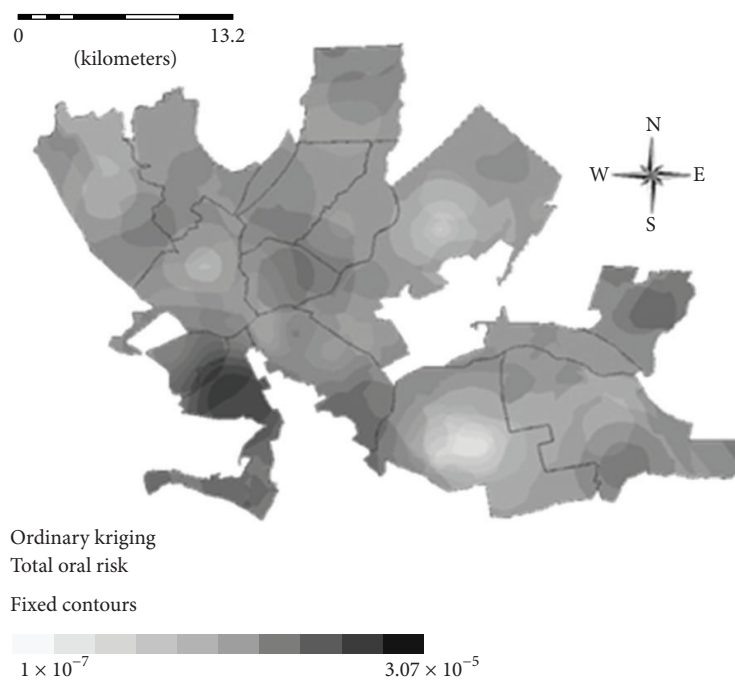 0 13.2
(kilometers)
N
W E
S
Ordinary kriging
Total oral risk
Fixed contours
1 × 10⁻⁷ 3.07 × 10⁻⁵